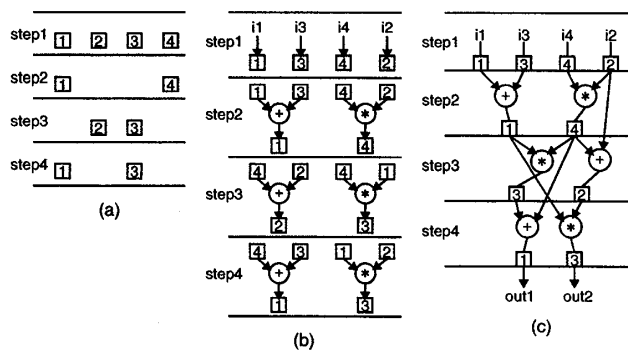 step1 1 2 3 4
step2 1 4
step3 2 3
step4 1 3
(a)
i1 i3 i4 i2
step1
1 3 4 2
1 3 4 2
step2 + *
1 4
4 2 4 1
step3 + *
2 3
4 3 1 2
step4 + *
1 3
(b)
i1 i3 i4 i2
step1
1 3 4 2
step2 + *
1 4
step3 * +
3 2
step4 + *
1 3
out1 out2
(c)